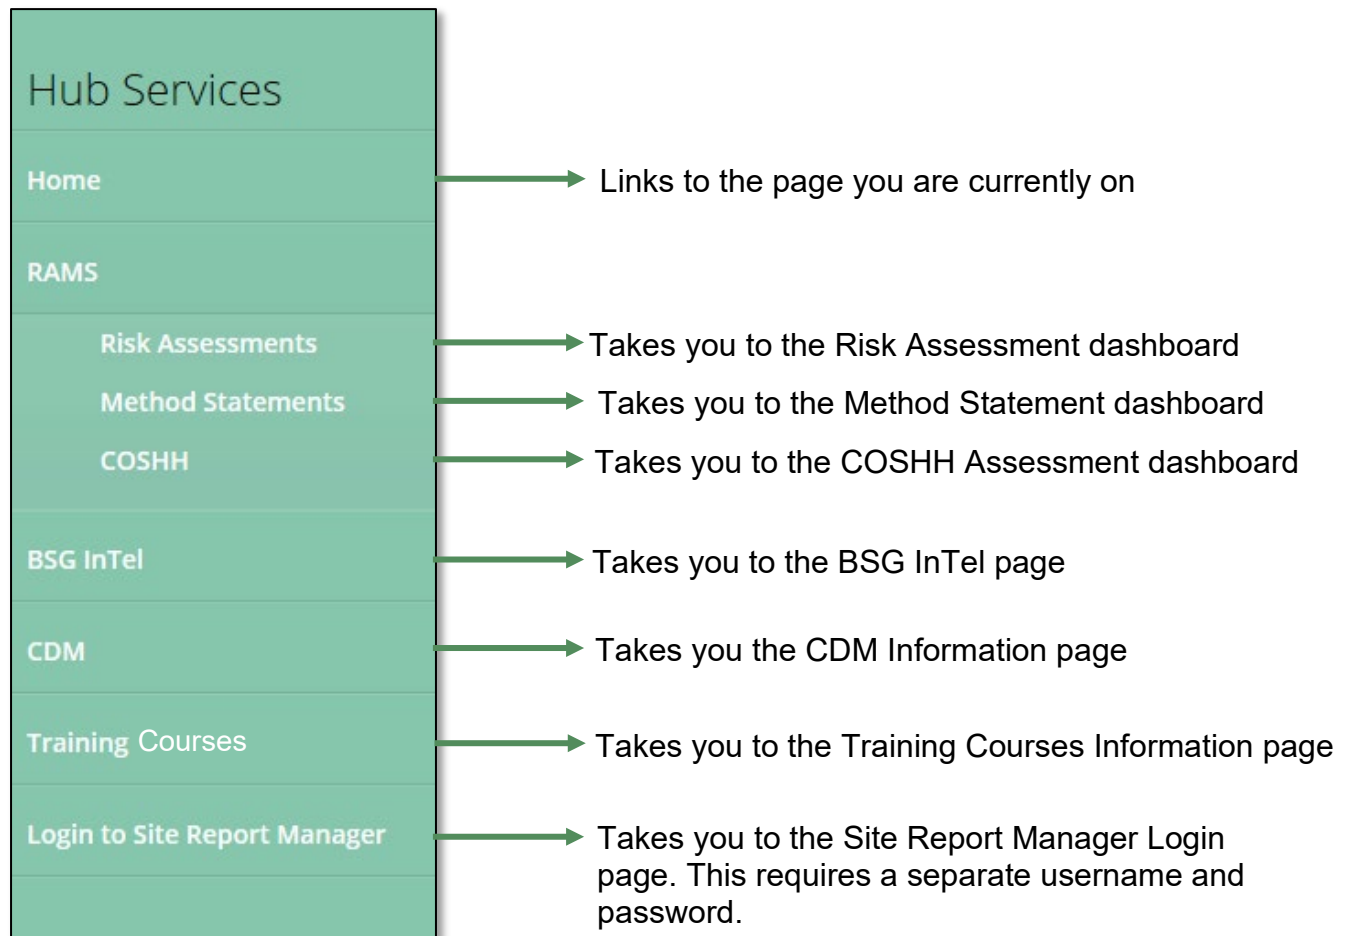 Hub Services
Home
Links to the page you are currently on
RAMS
Risk Assessments
Takes you to the Risk Assessment dashboard
Method Statements
Takes you to the Method Statement dashboard
COSHH
Takes you to the COSHH Assessment dashboard
BSG InTel
Takes you to the BSG InTel page
CDM
Takes you the CDM Information page
Training Courses
Takes you to the Training Courses Information page
Login to Site Report Manager
Takes you to the Site Report Manager Login
page. This requires a separate username and
password.